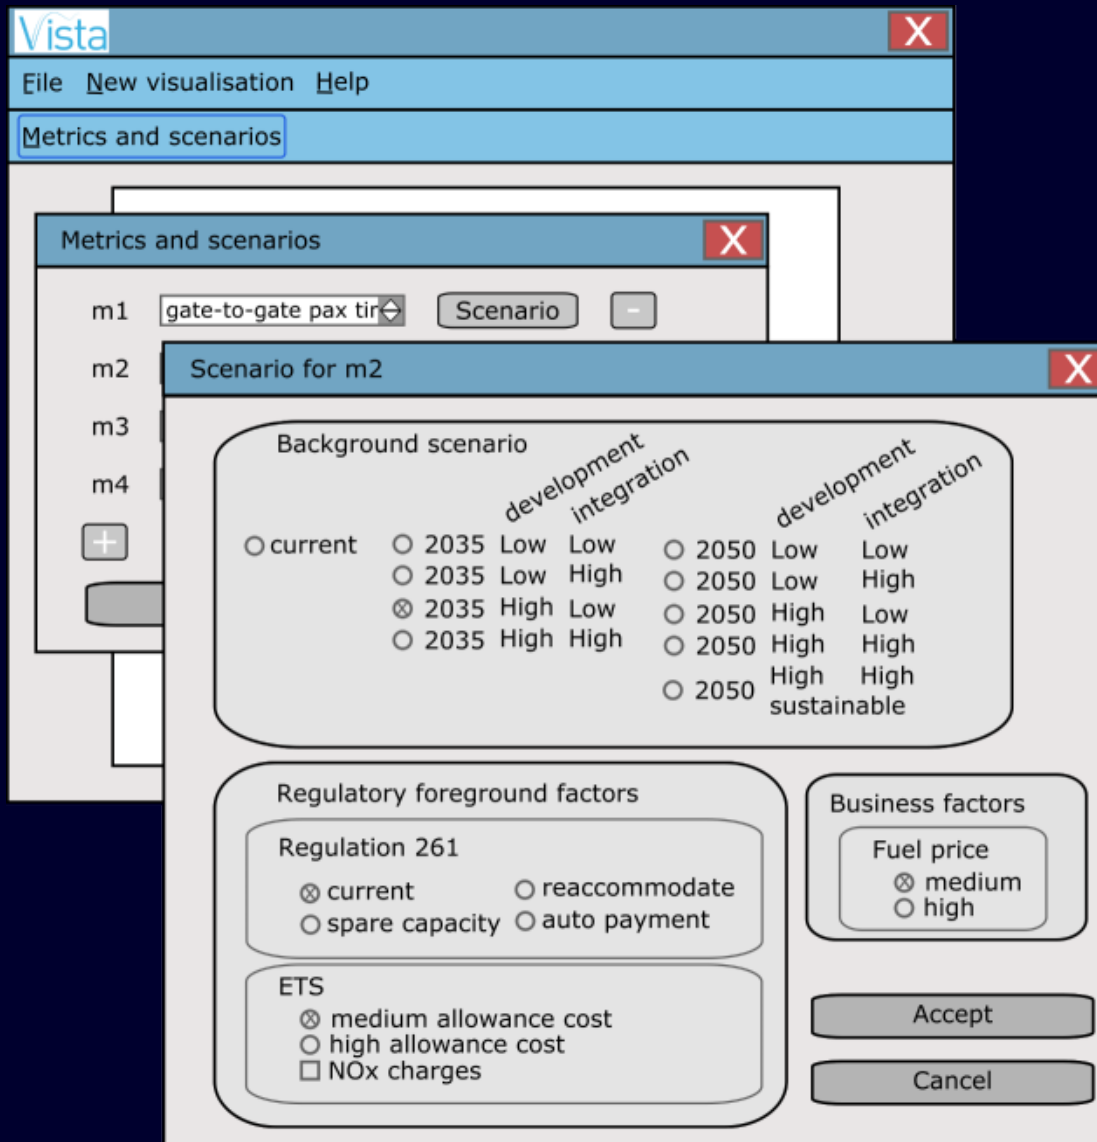 Vista
X
File New visualisation Help
Metrics and scenarios
Metrics and scenarios
X
m1 gate-to-gate pax Scenario -
m2
m3
m4
+
Scenario for m2
X
Background scenario
development integration development integration
current
2035 Low Low
2035 Low High
2035 High Low
2035 High High
2050 Low Low
2050 Low High
2050 High Low
2050 High High
2050 High High
sustainable
Regulatory foreground factors
Regulation 261
current reaccommodate
spare capacity auto payment
ETS
medium allowance cost
high allowance cost
NOx charges
Business factors
Fuel price
medium
high
Accept
Cancel